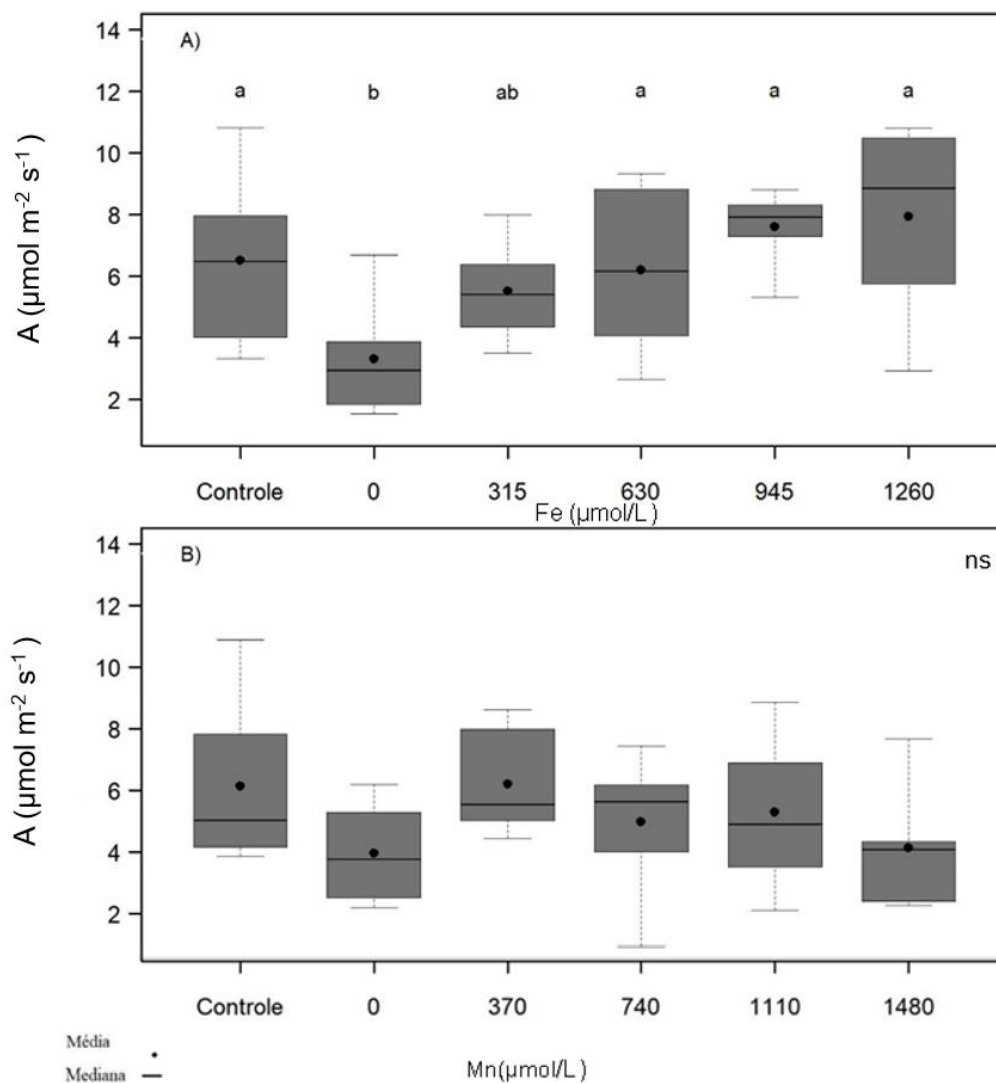 A)
14
12
10
8
6
4
2
A (µmol m⁻² s⁻¹)
a b ab a a a
Controle 0 315 630 945 1260
Fe (µmol/L)
B)
ns
14
12
10
8
6
4
2
A (µmol m⁻² s⁻¹)
Controle 0 370 740 1110 1480
Média
Mediana
Mn(µmol/L)